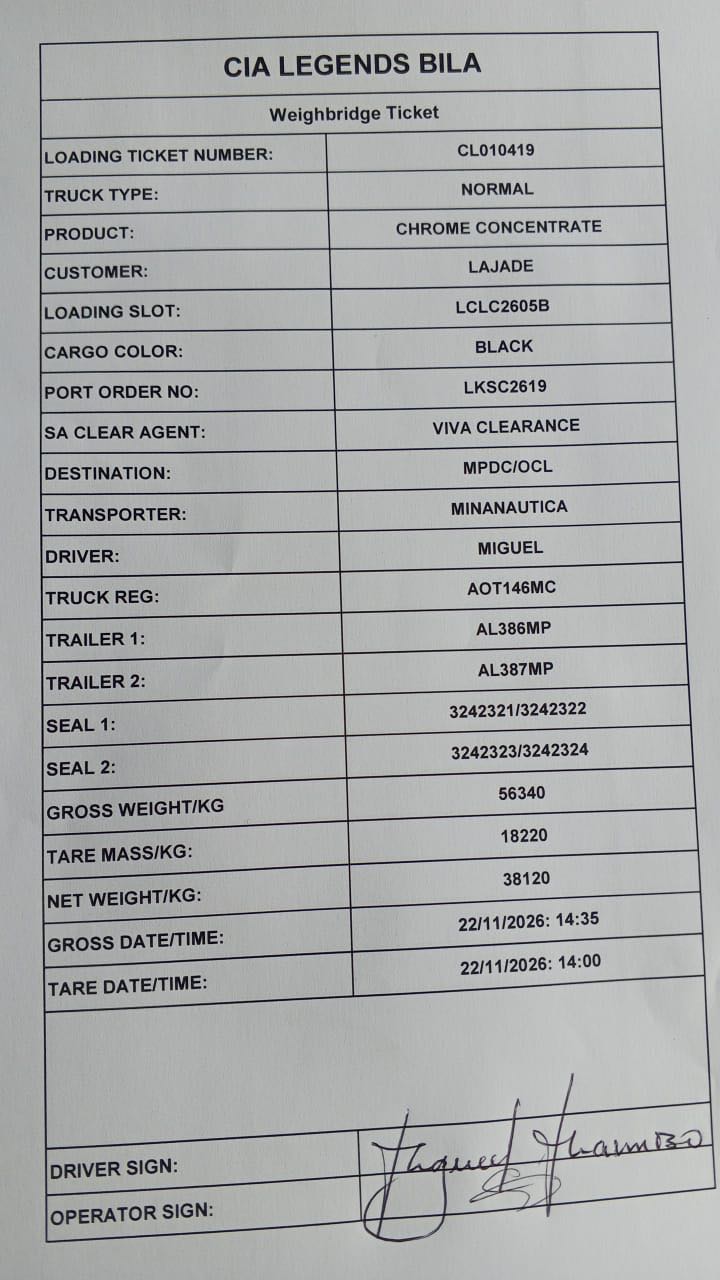 CIA LEGENDS BILA
Weighbridge Ticket
LOADING TICKET NUMBER: CL010419
TRUCK TYPE: NORMAL
PRODUCT: CHROME CONCENTRATE
CUSTOMER: LAJADE
LOADING SLOT: LCLC2605B
CARGO COLOR: BLACK
PORT ORDER NO: LKSC2619
SA CLEAR AGENT: VIVA CLEARANCE
DESTINATION: MPDC/OCL
TRANSPORTER: MINANAUTICA
DRIVER: MIGUEL
TRUCK REG: AOT146MC
TRAILER 1: AL386MP
TRAILER 2: AL387MP
SEAL 1: 3242321/3242322
SEAL 2: 3242323/3242324
GROSS WEIGHT/KG 56340
TARE MASS/KG: 18220
NET WEIGHT/KG: 38120
GROSS DATE/TIME: 22/11/2026: 14:35
TARE DATE/TIME: 22/11/2026: 14:00
DRIVER SIGN:
OPERATOR SIGN: